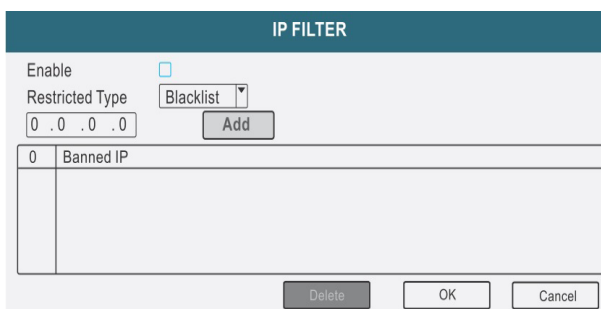 IP FILTER
Enable
Restricted Type Blacklist
0 .0 .0 .0 Add
0 Banned IP
Delete OK Cancel